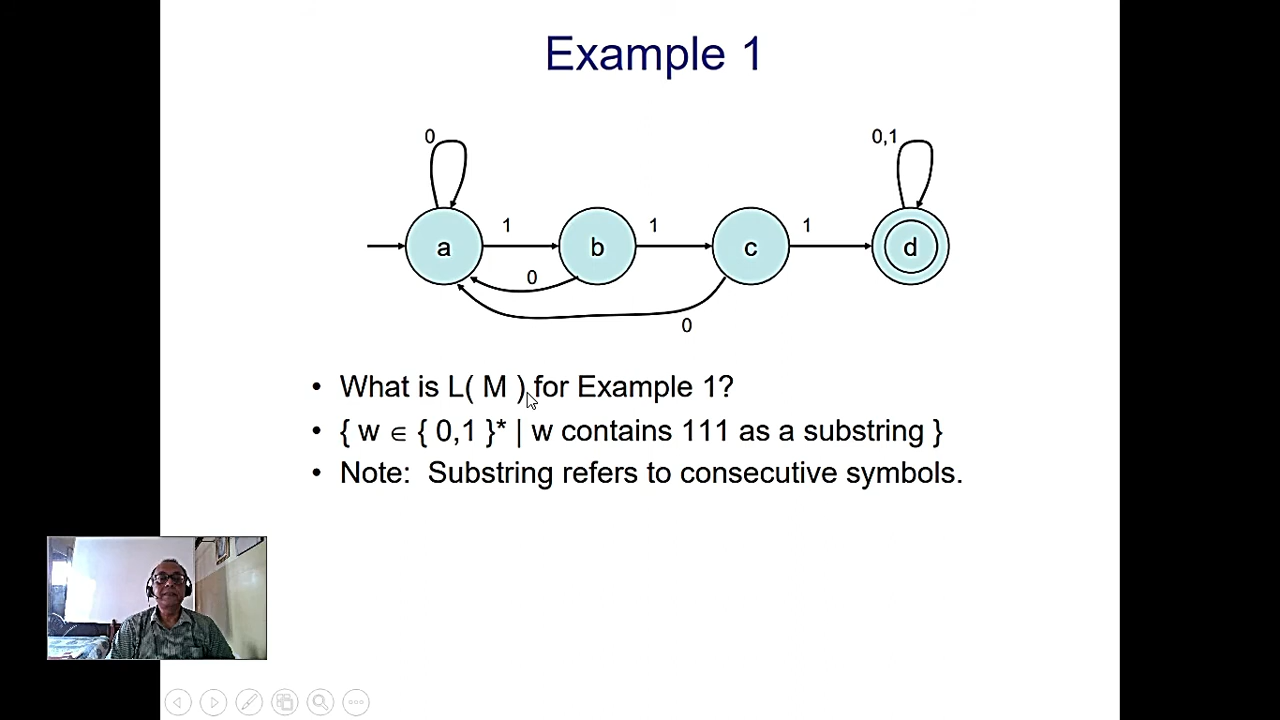 Example 1
0
0,1
1
1
1
a
b
c
d
0
0
• What is L( M ) for Example 1?
• { w ∈ { 0,1 }* | w contains 111 as a substring }
• Note: Substring refers to consecutive symbols.